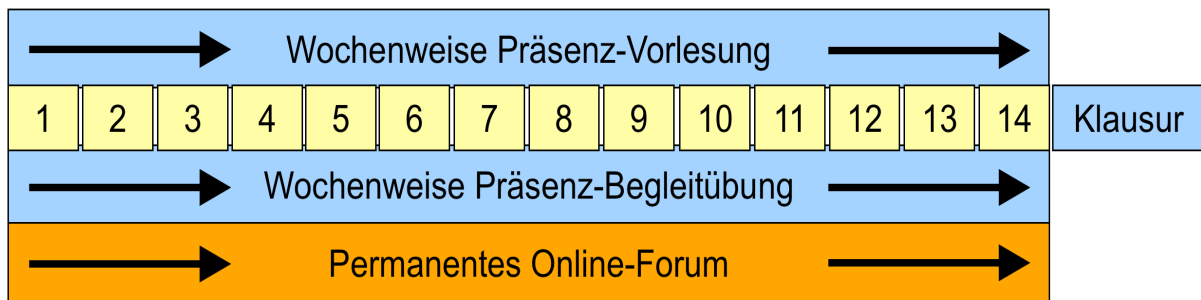 Wochenweise Präsenz-Vorlesung
1 2 3 4 5 6 7 8 9 10 11 12 13 14 Klausur
Wochenweise Präsenz-Begleitübung
Permanentes Online-Forum